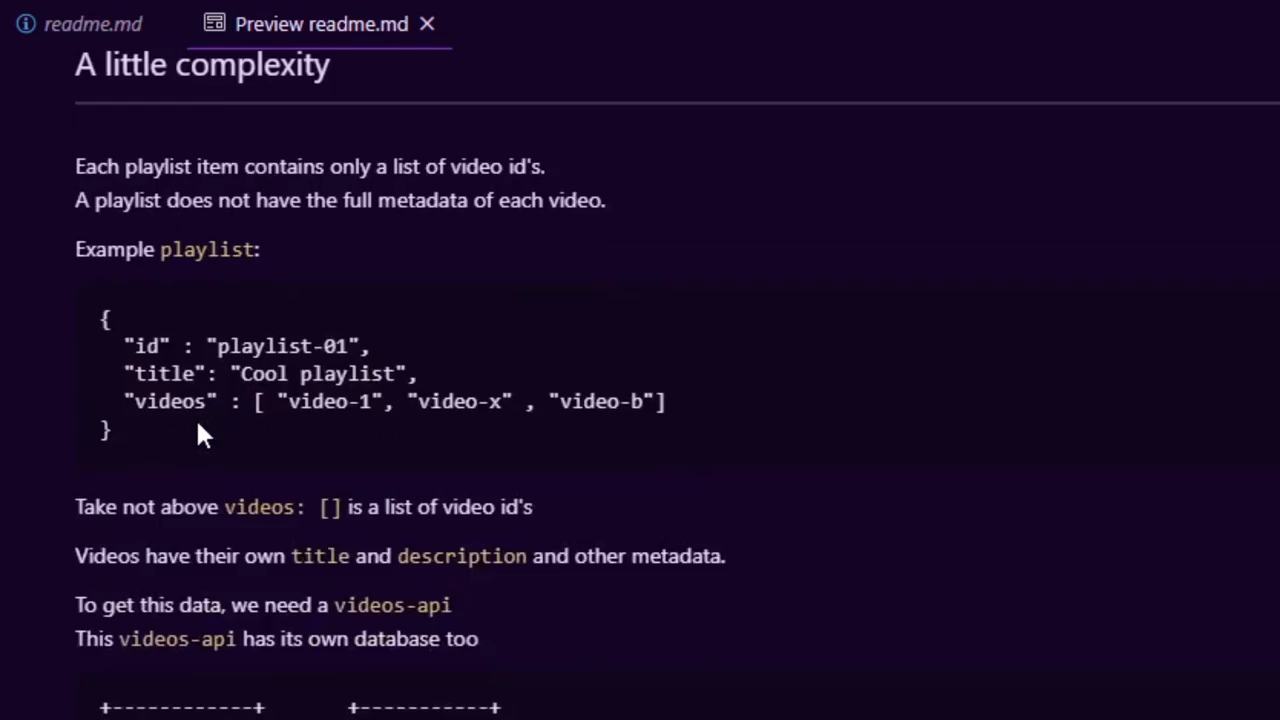 readme.md
Preview readme.md
A little complexity
Each playlist item contains only a list of video id's.
A playlist does not have the full metadata of each video.
Example playlist:
{
"id" : "playlist-01",
"title": "Cool playlist",
"videos" : [ "video-1", "video-x" , "video-b"]
}
Take not above videos: [] is a list of video id's
Videos have their own title and description and other metadata.
To get this data, we need a videos-api
This videos-api has its own database too
+------------+ +-----------+